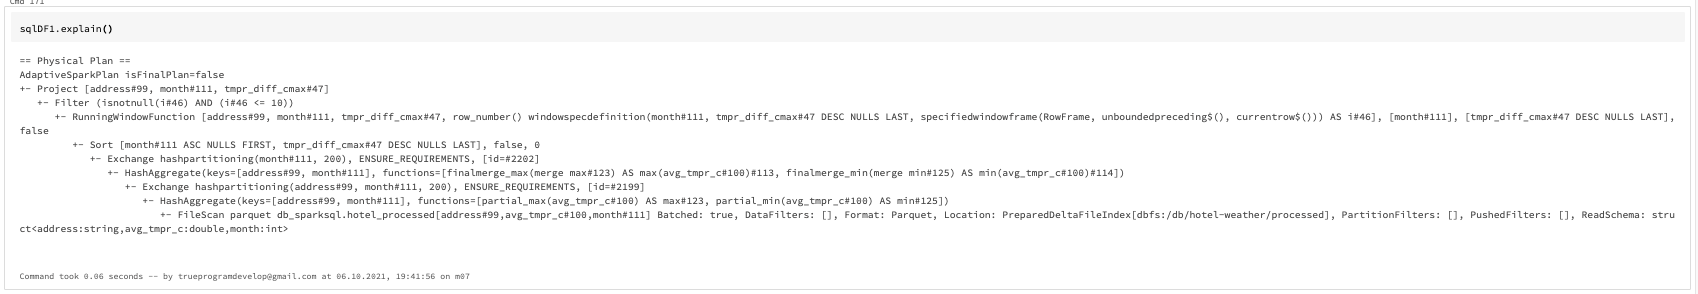 Cmd 171
sqlDF1.explain()
== Physical Plan ==
AdaptiveSparkPlan isFinalPlan=false
+- Project [address#99, month#111, tmpr_diff_cmax#47]
   +- Filter (isnotnull(i#46) AND (i#46 <= 10))
      +- RunningWindowFunction [address#99, month#111, tmpr_diff_cmax#47, row_number() windowspecdefinition(month#111, tmpr_diff_cmax#47 DESC NULLS LAST, specifiedwindowframe(RowFrame, unboundedpreceding$(), currentrow$())) AS i#46], [month#111], [tmpr_diff_cmax#47 DESC NULLS LAST],
false
         +- Sort [month#111 ASC NULLS FIRST, tmpr_diff_cmax#47 DESC NULLS LAST], false, 0
            +- Exchange hashpartitioning(month#111, 200), ENSURE_REQUIREMENTS, [id=#2202]
               +- HashAggregate(keys=[address#99, month#111], functions=[finalmerge_max(merge max#123) AS max(avg_tmpr_c#100)#113, finalmerge_min(merge min#125) AS min(avg_tmpr_c#100)#114])
                  +- Exchange hashpartitioning(address#99, month#111, 200), ENSURE_REQUIREMENTS, [id=#2199]
                     +- HashAggregate(keys=[address#99, month#111], functions=[partial_max(avg_tmpr_c#100) AS max#123, partial_min(avg_tmpr_c#100) AS min#125])
                        +- FileScan parquet db_sparksql.hotel_processed[address#99,avg_tmpr_c#100,month#111] Batched: true, DataFilters: [], Format: Parquet, Location: PreparedDeltaFileIndex[dbfs:/db/hotel-weather/processed], PartitionFilters: [], PushedFilters: [], ReadSchema: stru
ct<address:string,avg_tmpr_c:double,month:int>
Command took 0.06 seconds -- by trueprogramdevelop@gmail.com at 06.10.2021, 19:41:56 on m07